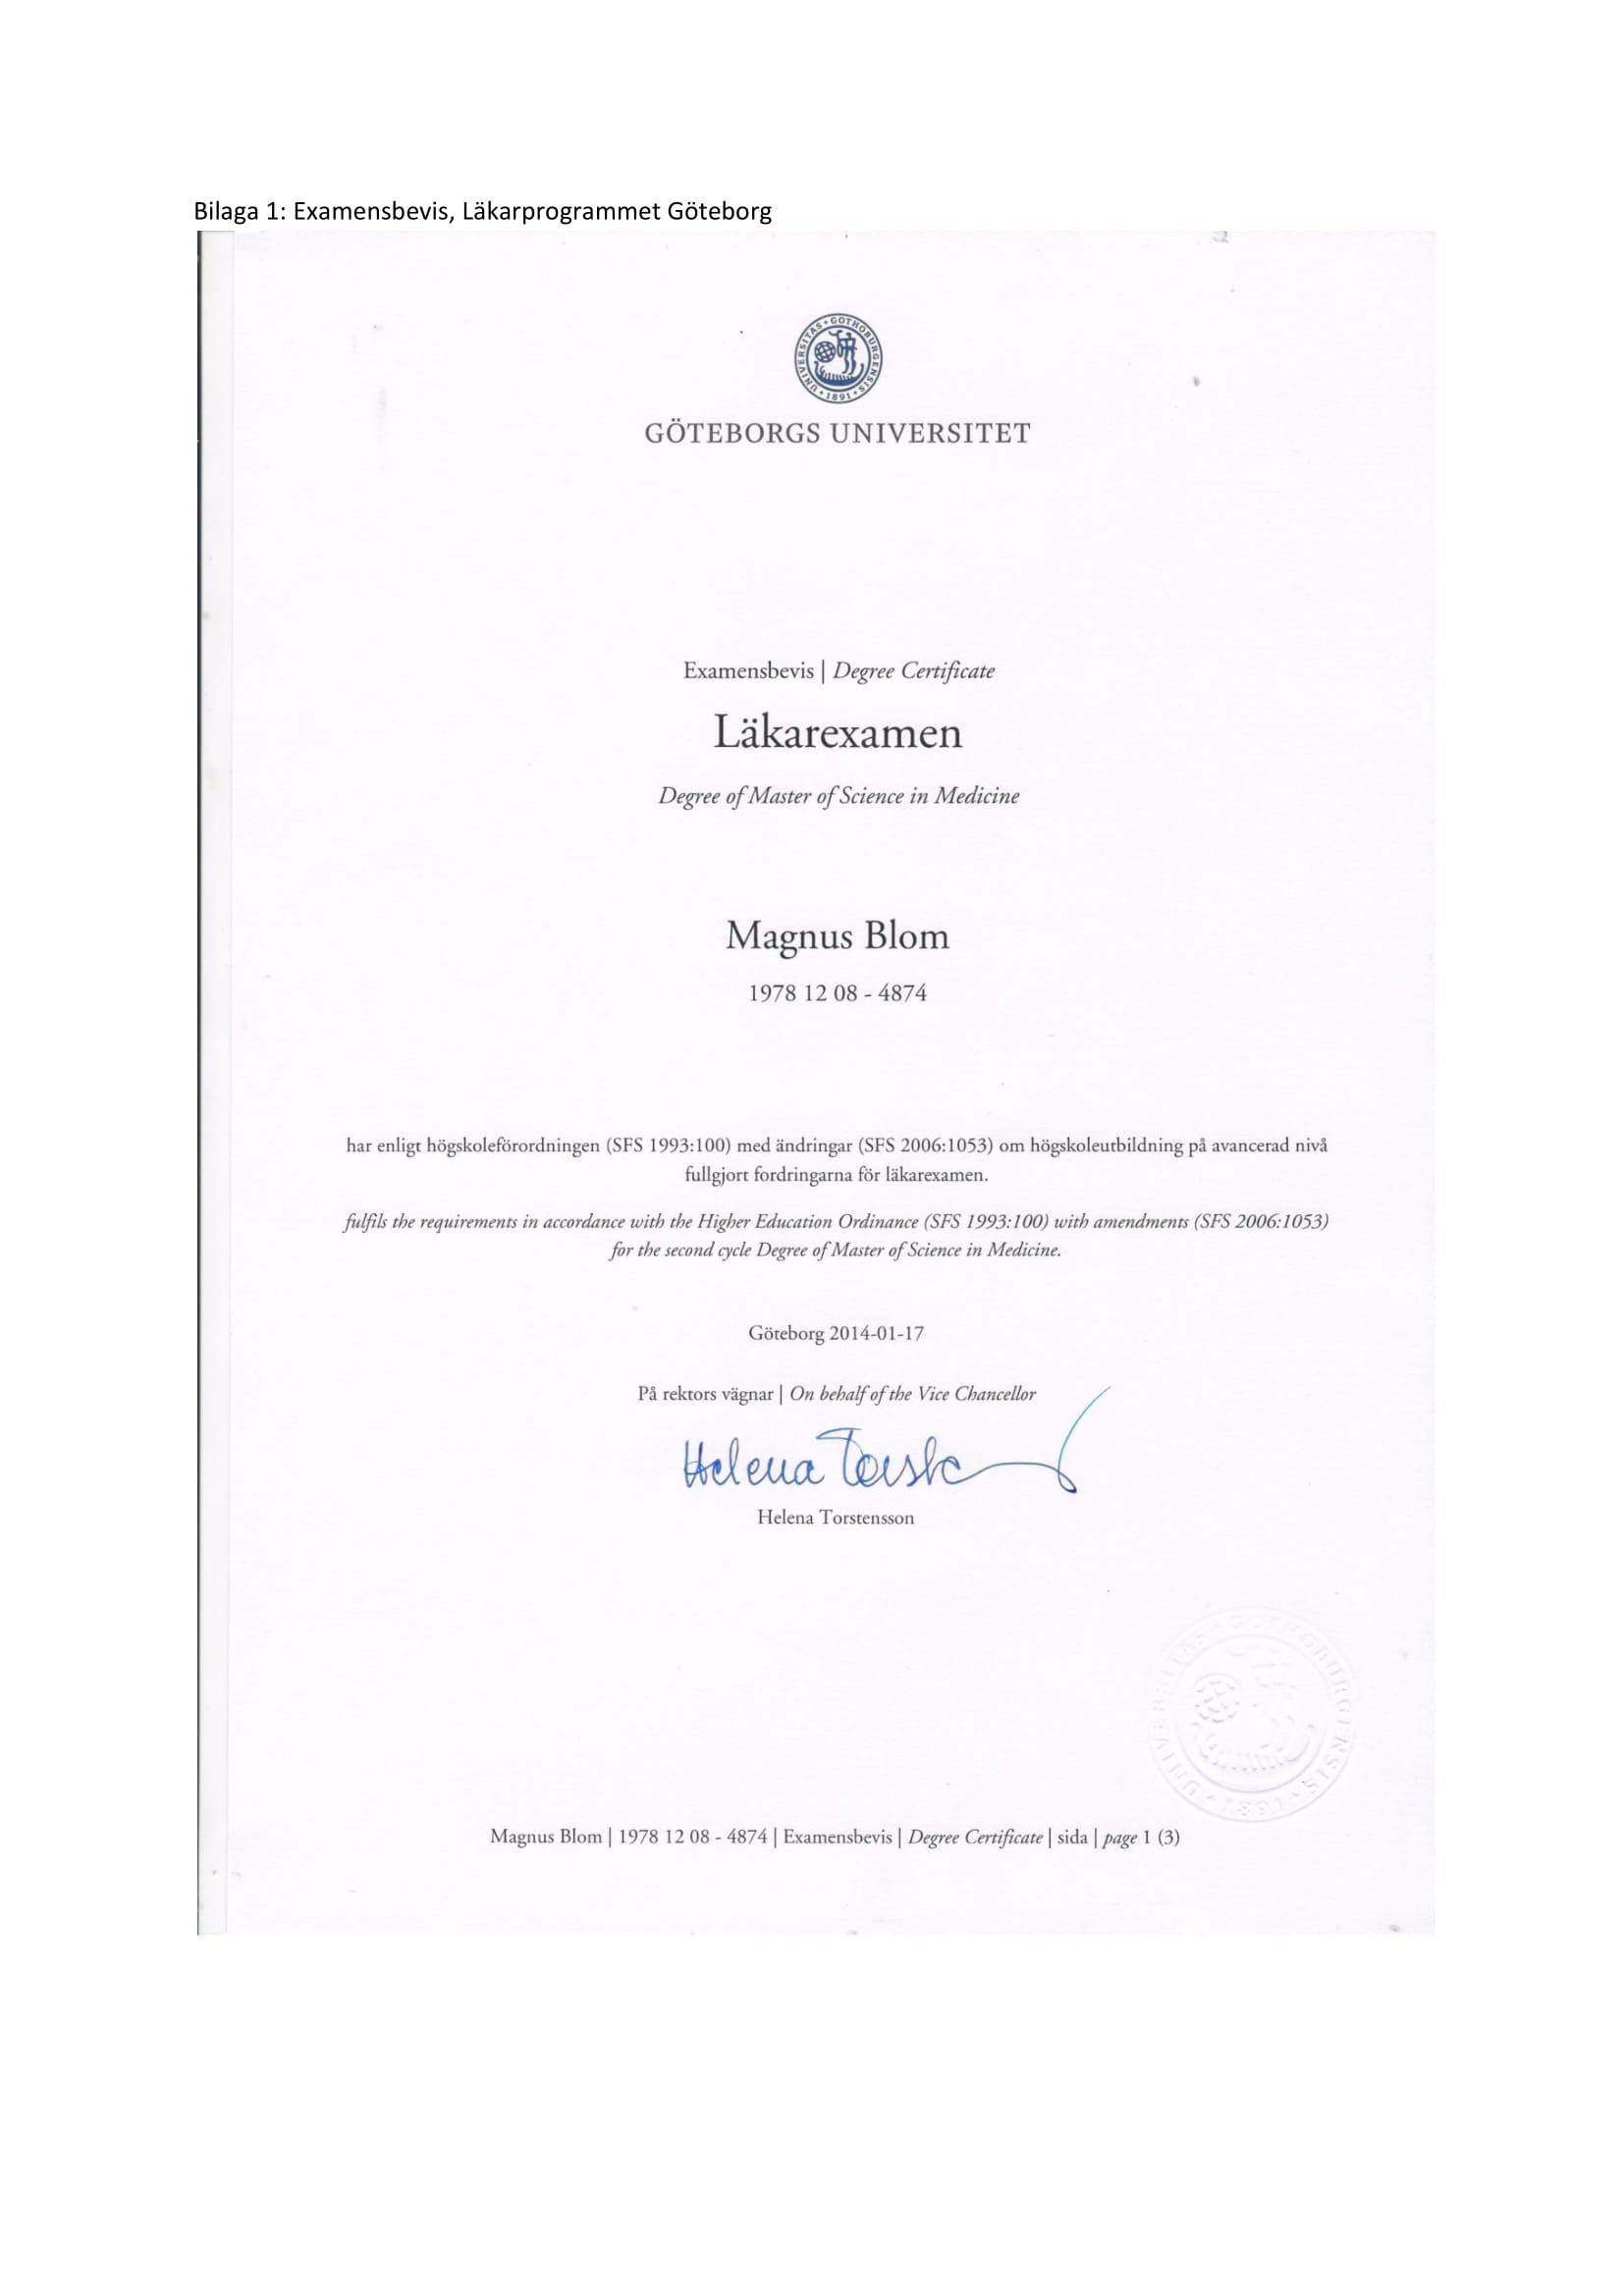 Bilaga 1: Examensbevis, Läkarprogrammet Göteborg
UNIVERSITAS GOTHOBURGENSIS 1891
GÖTEBORGS UNIVERSITET
Examensbevis | Degree Certificate
Läkarexamen
Degree of Master of Science in Medicine
Magnus Blom
1978 12 08 - 4874
har enligt högskoleförordningen (SFS 1993:100) med ändringar (SFS 2006:1053) om högskoleutbildning på avancerad nivå
fullgjort fordringarna för läkarexamen.
fulfils the requirements in accordance with the Higher Education Ordinance (SFS 1993:100) with amendments (SFS 2006:1053)
for the second cycle Degree of Master of Science in Medicine.
Göteborg 2014-01-17
På rektors vägnar | On behalf of the Vice Chancellor
Helena
Helena Torstensson
UNIVERSITAS GOTHOBURGENSIS 1891
Magnus Blom | 1978 12 08 - 4874 | Examensbevis | Degree Certificate | sida | page 1 (3)